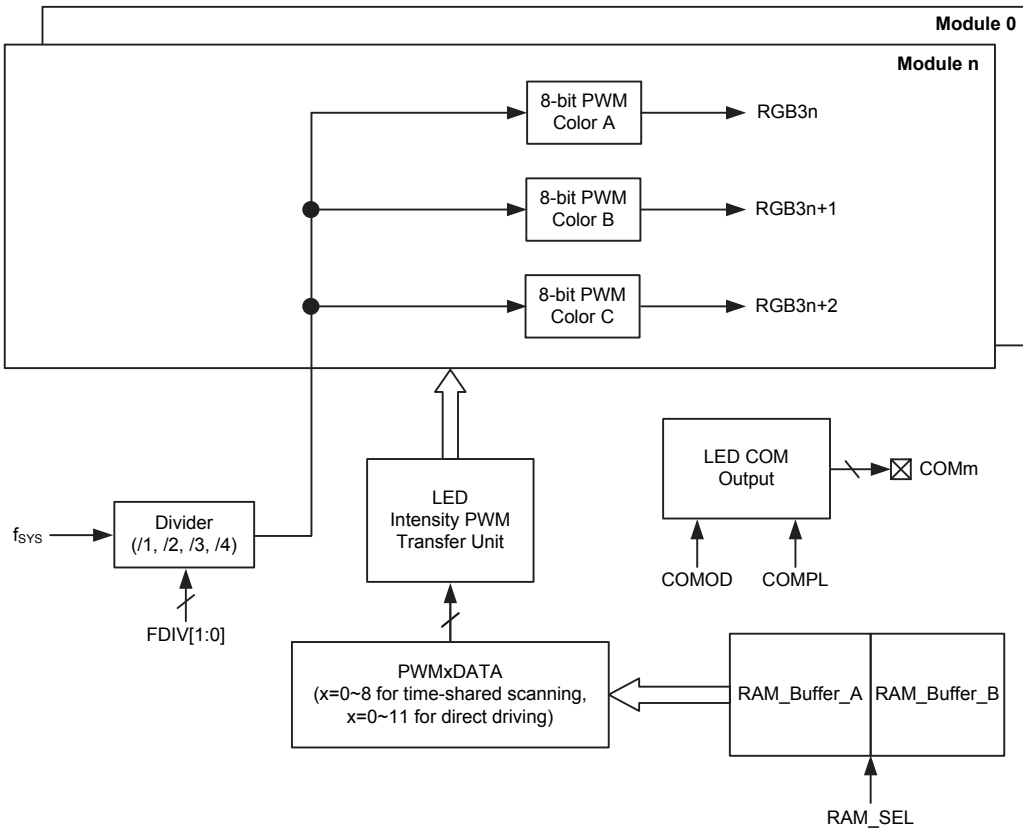 Module 0
Module n
8-bit PWM
Color A
RGB3n
8-bit PWM
Color B
RGB3n+1
8-bit PWM
Color C
RGB3n+2
LED COM
Output
COMm
COMOD
COMPL
LED
Intensity PWM
Transfer Unit
fSYS
Divider
(/1, /2, /3, /4)
FDIV[1:0]
PWMxDATA
(x=0~8 for time-shared scanning,
x=0~11 for direct driving)
RAM_Buffer_A
RAM_Buffer_B
RAM_SEL